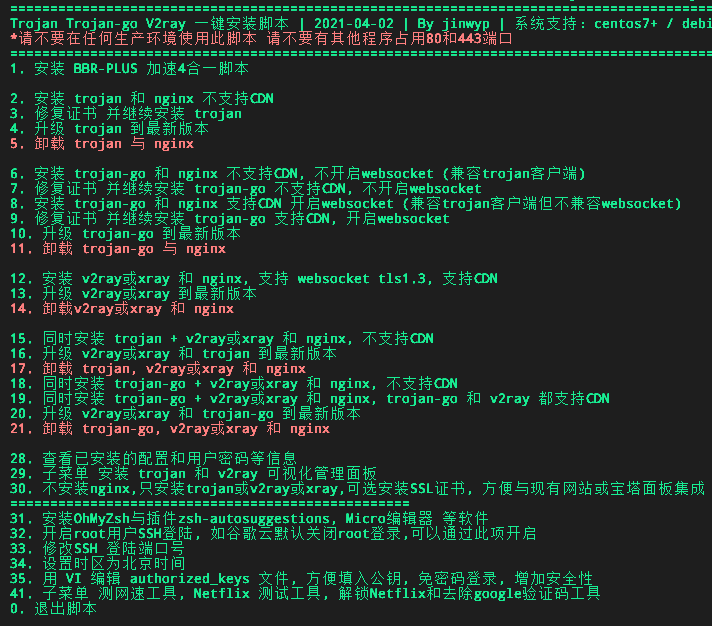 ==========================================================================================
Trojan Trojan-go V2ray 一键安装脚本 | 2021-04-02 | By jinwyp | 系统支持：centos7+ / debi
*请不要在任何生产环境使用此脚本 请不要有其他程序占用80和443端口
==========================================================================================
1. 安装 BBR-PLUS 加速4合一脚本
2. 安装 trojan 和 nginx 不支持CDN
3. 修复证书 并继续安装 trojan
4. 升级 trojan 到最新版本
5. 卸载 trojan 与 nginx
6. 安装 trojan-go 和 nginx 不支持CDN, 不开启websocket (兼容trojan客户端)
7. 修复证书 并继续安装 trojan-go 不支持CDN, 不开启websocket
8. 安装 trojan-go 和 nginx 支持CDN 开启websocket (兼容trojan客户端但不兼容websocket)
9. 修复证书 并继续安装 trojan-go 支持CDN, 开启websocket
10. 升级 trojan-go 到最新版本
11. 卸载 trojan-go 与 nginx
12. 安装 v2ray或xray 和 nginx, 支持 websocket tls1.3, 支持CDN
13. 升级 v2ray或xray 到最新版本
14. 卸载v2ray或xray 和 nginx
15. 同时安装 trojan + v2ray或xray 和 nginx, 不支持CDN
16. 升级 v2ray或xray 和 trojan 到最新版本
17. 卸载 trojan, v2ray或xray 和 nginx
18. 同时安装 trojan-go + v2ray或xray 和 nginx, 不支持CDN
19. 同时安装 trojan-go + v2ray或xray 和 nginx, trojan-go 和 v2ray 都支持CDN
20. 升级 v2ray或xray 和 trojan-go 到最新版本
21. 卸载 trojan-go, v2ray或xray 和 nginx
28. 查看已安装的配置和用户密码等信息
29. 子菜单 安装 trojan 和 v2ray 可视化管理面板
30. 不安装nginx,只安装trojan或v2ray或xray,可选安装SSL证书, 方便与现有网站或宝塔面板集成
==================================================
31. 安装OhMyZsh与插件zsh-autosuggestions, Micro编辑器 等软件
32. 开启root用户SSH登陆, 如谷歌云默认关闭root登录,可以通过此项开启
33. 修改SSH 登陆端口号
34. 设置时区为北京时间
35. 用 VI 编辑 authorized_keys 文件, 方便填入公钥, 免密码登录, 增加安全性
41. 子菜单 测网速工具, Netflix 测试工具, 解锁Netflix和去除google验证码工具
0. 退出脚本